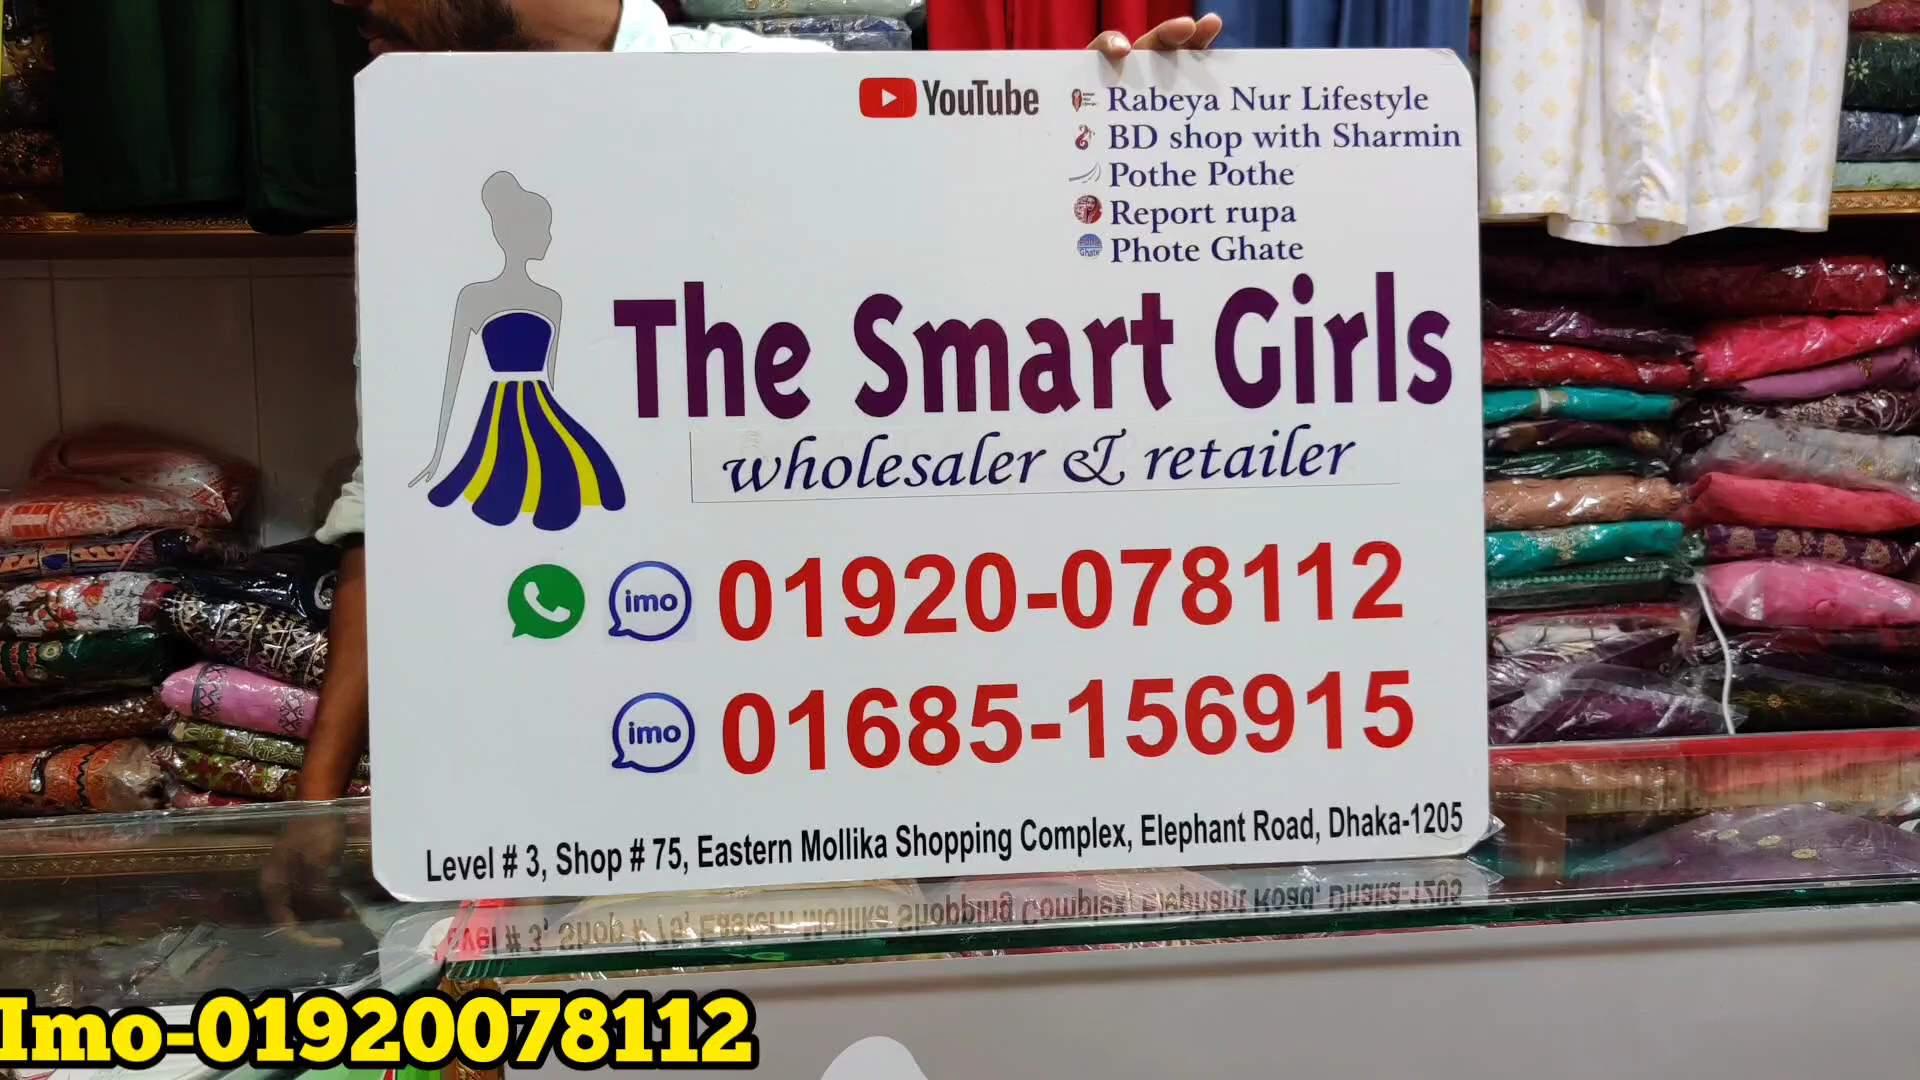 YouTube
Rabeya Nur Lifestyle
BD shop with Sharmin
Pothe Pothe
Report rupa
Phote Ghate
The Smart Girls
wholesaler & retailer
imo 01920-078112
imo 01685-156915
Level # 3, Shop # 75, Eastern Mollika Shopping Complex, Elephant Road, Dhaka-1205
Imo-01920078112